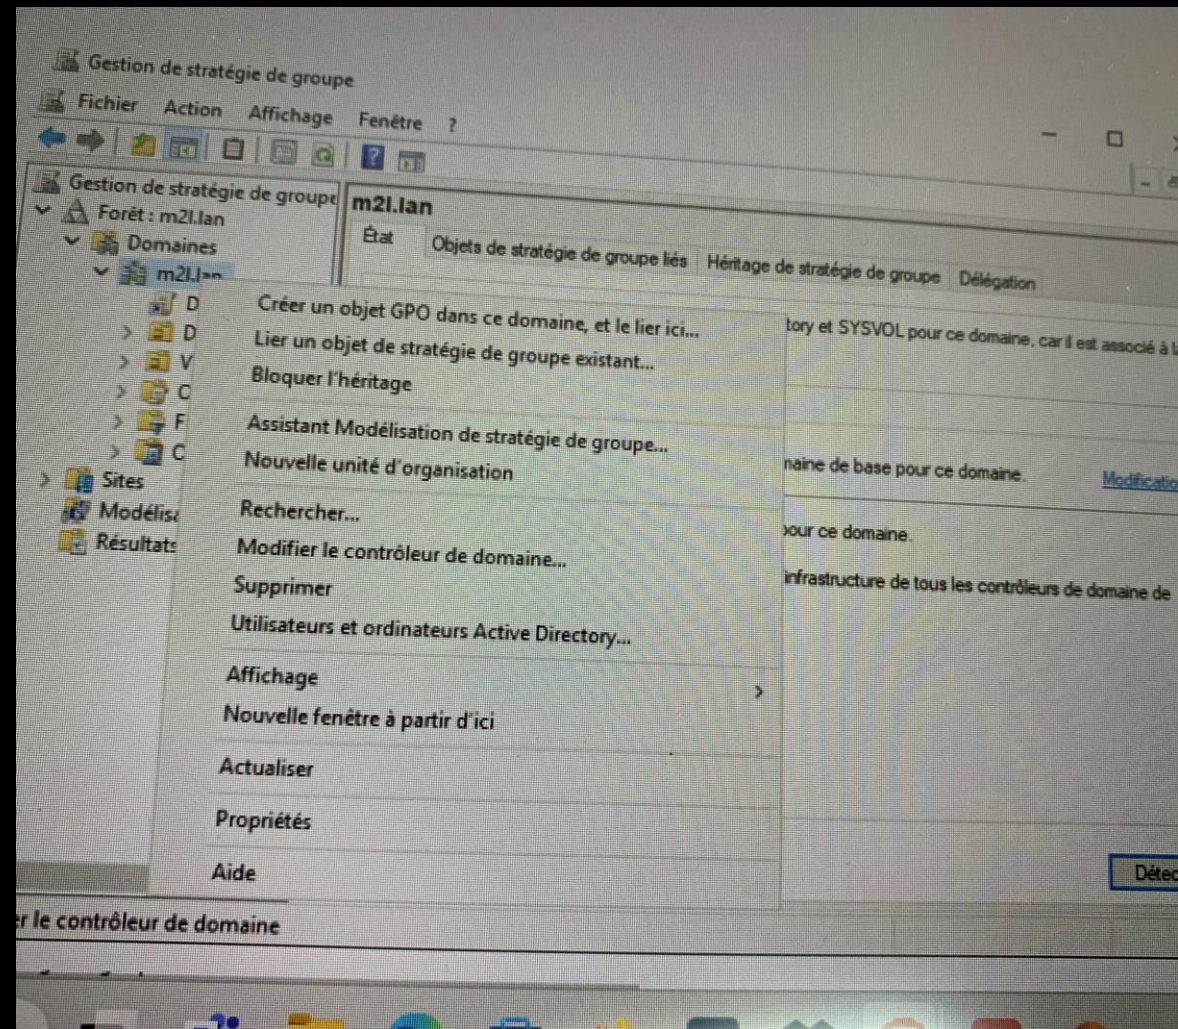 Gestion de stratégie de groupe
Fichier Action Affichage Fenêtre ?
Gestion de stratégie de groupe
Forêt : m2l.lan
Domaines
m2l.lan
D
D
V
C
F
C
Sites
Modélis
Résultats
m2l.lan
État Objets de stratégie de groupe liés Héritage de stratégie de groupe Délégation
tory et SYSVOL pour ce domaine, car il est associé à la
naine de base pour ce domaine. Modificatio
pour ce domaine.
infrastructure de tous les contrôleurs de domaine de
Créer un objet GPO dans ce domaine, et le lier ici...
Lier un objet de stratégie de groupe existant...
Bloquer l'héritage
Assistant Modélisation de stratégie de groupe...
Nouvelle unité d'organisation
Rechercher...
Modifier le contrôleur de domaine...
Supprimer
Utilisateurs et ordinateurs Active Directory...
Affichage
Nouvelle fenêtre à partir d'ici
Actualiser
Propriétés
Aide
Détec
er le contrôleur de domaine